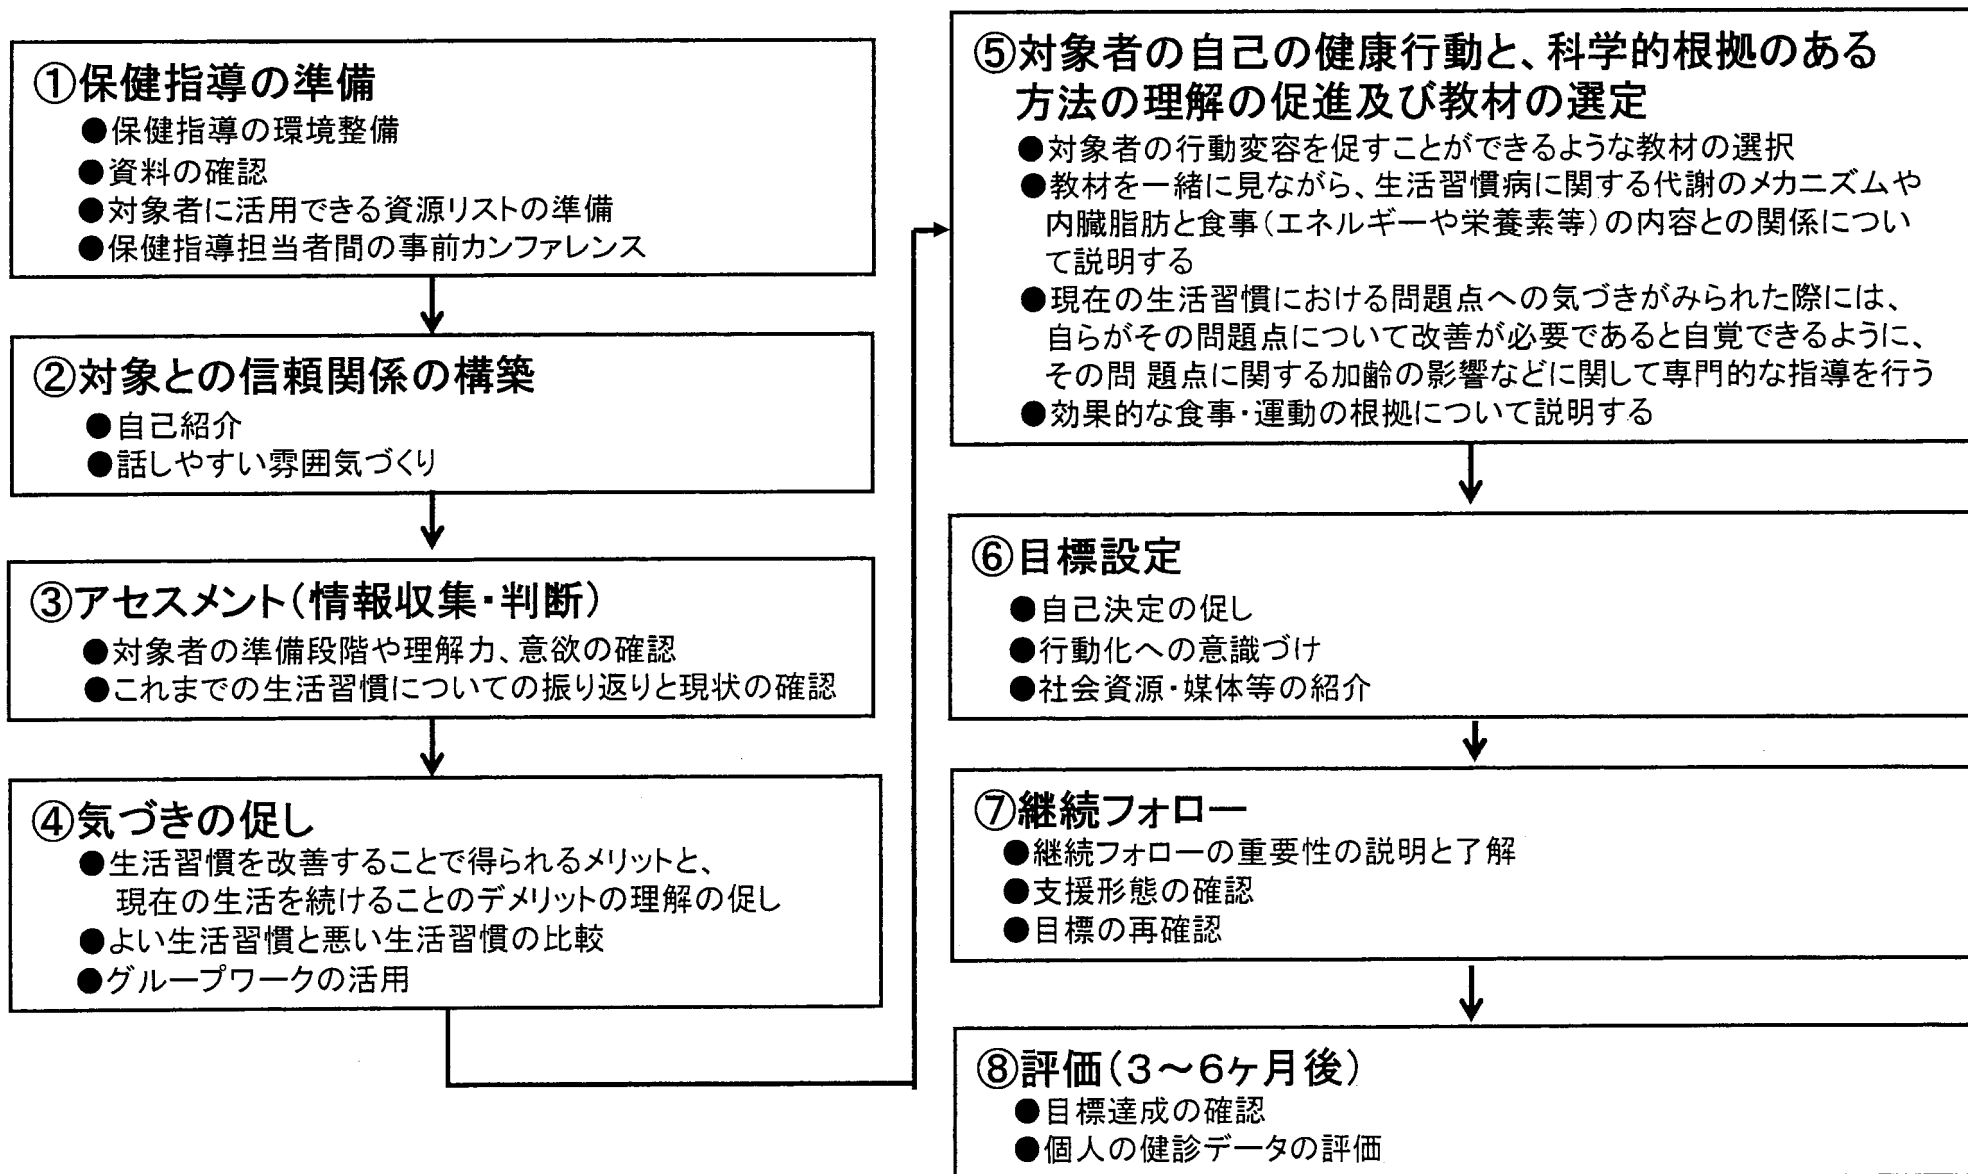 ①保健指導の準備
●保健指導の環境整備
●資料の確認
●対象者に活用できる資源リストの準備
●保健指導担当者間の事前カンファレンス
②対象との信頼関係の構築
●自己紹介
●話しやすい雰囲気づくり
③アセスメント(情報収集・判断)
●対象者の準備段階や理解力、意欲の確認
●これまでの生活習慣についての振り返りと現状の確認
④気づきの促し
●生活習慣を改善することで得られるメリットと、
現在の生活を続けることのデメリットの理解の促し
●よい生活習慣と悪い生活習慣の比較
●グループワークの活用
⑤対象者の自己の健康行動と、科学的根拠のある
方法の理解の促進及び教材の選定
●対象者の行動変容を促すことができるような教材の選択
●教材を一緒に見ながら、生活習慣病に関する代謝のメカニズムや
内臓脂肪と食事(エネルギーや栄養素等)の内容との関係につい
て説明する
●現在の生活習慣における問題点への気づきがみられた際には、
自らがその問題点について改善が必要であると自覚できるように、
その問 題点に関する加齢の影響などに関して専門的な指導を行う
●効果的な食事・運動の根拠について説明する
⑥目標設定
●自己決定の促し
●行動化への意識づけ
●社会資源・媒体等の紹介
⑦継続フォロー
●継続フォローの重要性の説明と了解
●支援形態の確認
●目標の再確認
⑧評価(3~6ヶ月後)
●目標達成の確認
●個人の健診データの評価